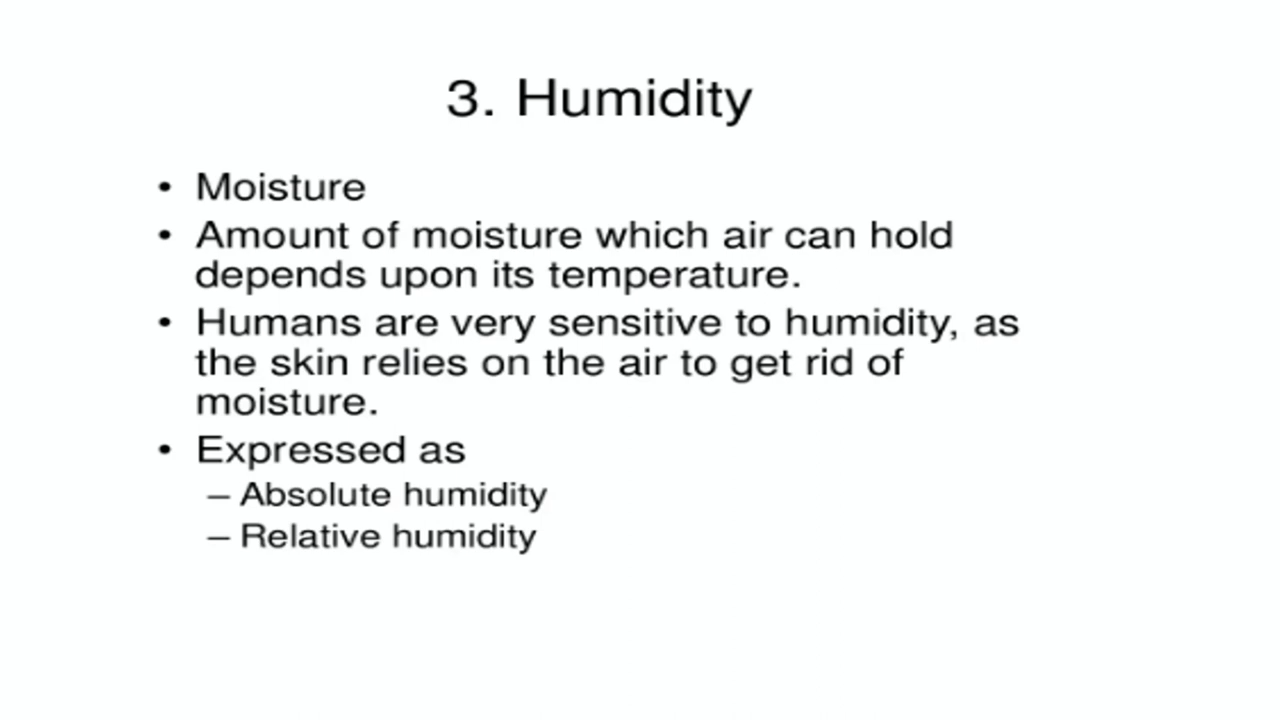 3. Humidity
• Moisture
• Amount of moisture which air can hold
depends upon its temperature.
• Humans are very sensitive to humidity, as
the skin relies on the air to get rid of
moisture.
• Expressed as
– Absolute humidity
– Relative humidity